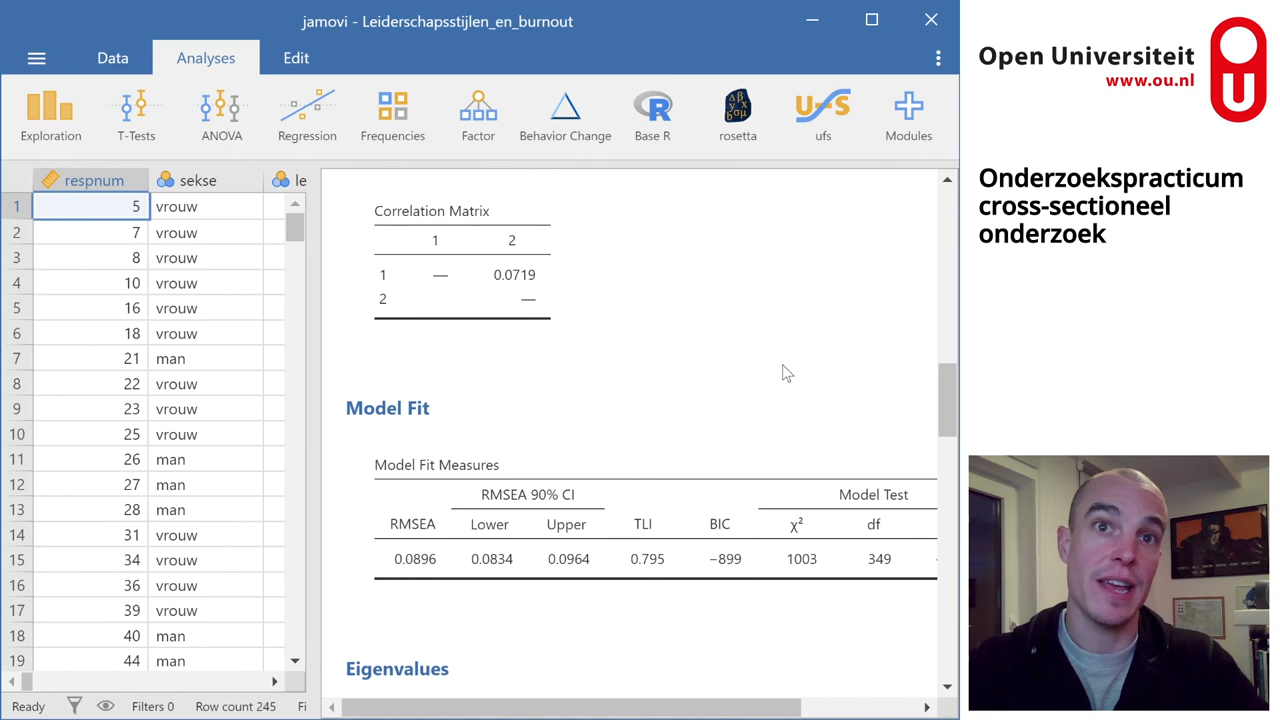 jamovi - Leiderschapsstijlen_en_burnout
Data
Analyses
Edit
Exploration
T-Tests
ANOVA
Regression
Frequencies
Factor
Behavior Change
Base R
rosetta
ufs
Modules
respnum sekse le
1 5 vrouw
2 7 vrouw
3 8 vrouw
4 10 vrouw
5 16 vrouw
6 18 vrouw
7 21 man
8 22 vrouw
9 23 vrouw
10 25 vrouw
11 26 man
12 27 man
13 28 man
14 31 vrouw
15 34 vrouw
16 36 vrouw
17 39 vrouw
18 40 man
19 44 man
Ready Filters 0 Row count 245 Fi
Correlation Matrix
1 2
1 — 0.0719
2 —
Model Fit
Model Fit Measures
RMSEA 90% CI Model Test
RMSEA Lower Upper TLI BIC χ² df
0.0896 0.0834 0.0964 0.795 −899 1003 349
Eigenvalues
Open Universiteit
www.ou.nl
Onderzoekspracticum
cross-sectioneel
onderzoek